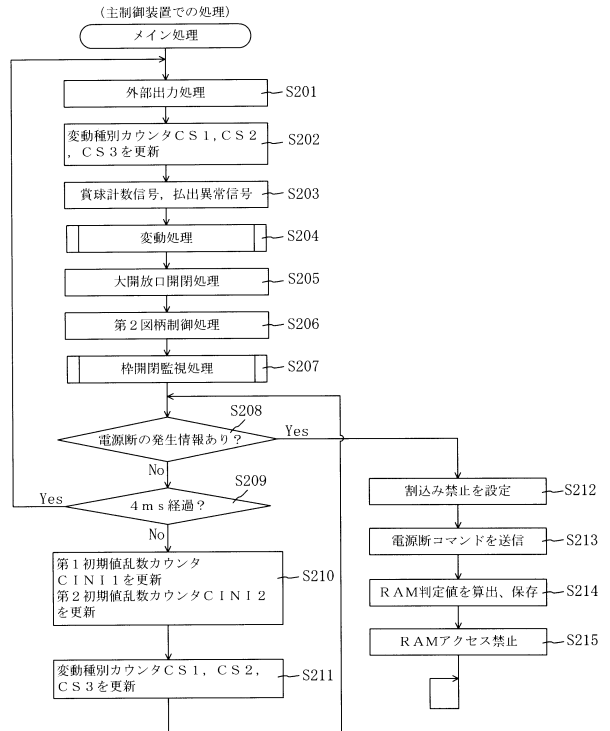 (主制御装置での処理)
メイン処理
外部出力処理
S201
変動種別カウンタCS1,CS2
,CS3を更新
S202
賞球計数信号,払出異常信号
S203
変動処理
S204
大開放口開閉処理
S205
第2図柄制御処理
S206
枠開閉監視処理
S207
S208
電源断の発生情報あり?
Yes
No
S209
Yes
4ms経過?
No
第1初期値乱数カウンタ
CINI1を更新
第2初期値乱数カウンタCINI2
を更新
S210
変動種別カウンタCS1,CS2,
CS3を更新
S211
割込み禁止を設定
S212
電源断コマンドを送信
S213
RAM判定値を算出、保存
S214
RAMアクセス禁止
S215